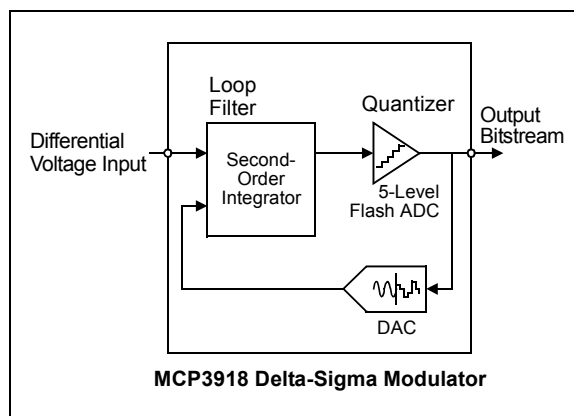 Loop
Filter
Quantizer
Differential
Voltage Input
Second-
Order
Integrator
Output
Bitstream
5-Level
Flash ADC
DAC
MCP3918 Delta-Sigma Modulator